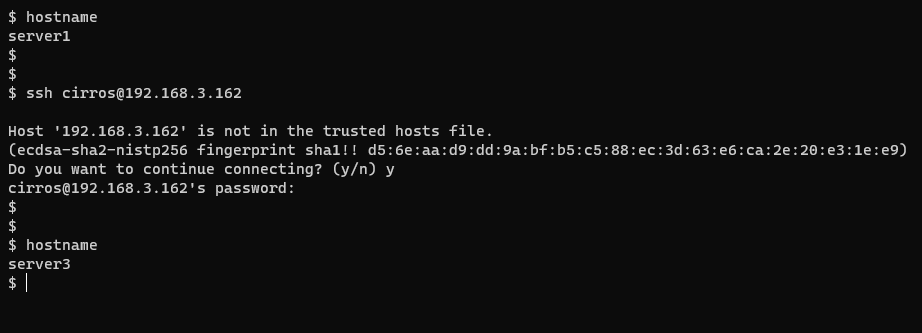 $ hostname
server1
$
$
$ ssh cirros@192.168.3.162
Host '192.168.3.162' is not in the trusted hosts file.
(ecdsa-sha2-nistp256 fingerprint sha1!! d5:6e:aa:d9:dd:9a:bf:b5:c5:88:ec:3d:63:e6:ca:2e:20:e3:1e:e9)
Do you want to continue connecting? (y/n) y
cirros@192.168.3.162's password:
$
$
$ hostname
server3
$